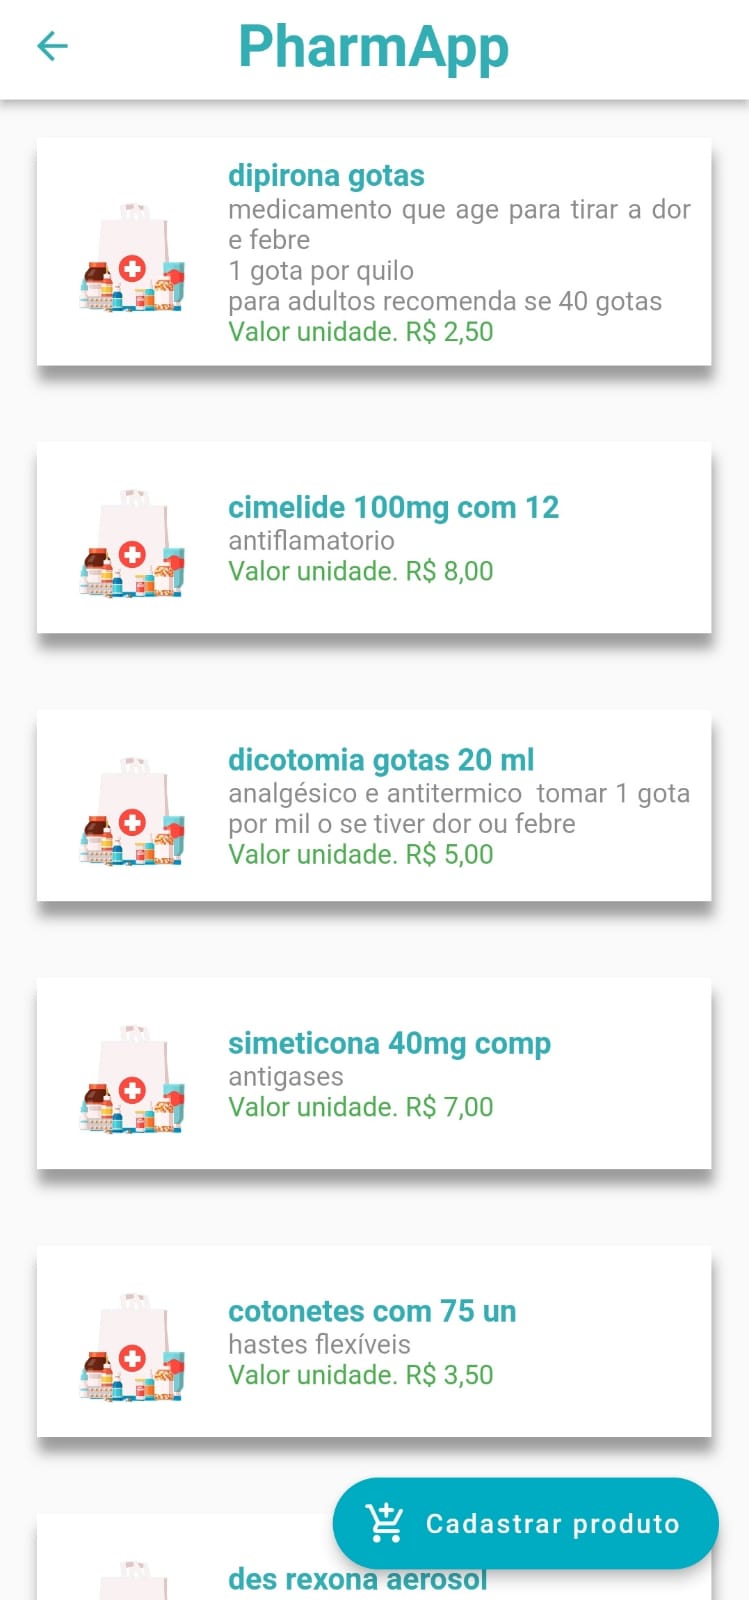 PharmApp
dipirona gotas
medicamento que age para tirar a dor
e febre
1 gota por quilo
para adultos recomenda se 40 gotas
Valor unidade. R$ 2,50
cimelide 100mg com 12
antiflamatorio
Valor unidade. R$ 8,00
dicotomia gotas 20 ml
analgésico e antitermico  tomar 1 gota
por mil o se tiver dor ou febre
Valor unidade. R$ 5,00
simeticona 40mg comp
antigases
Valor unidade. R$ 7,00
cotonetes com 75 un
hastes flexíveis
Valor unidade. R$ 3,50
Cadastrar produto
des rexona aerosol